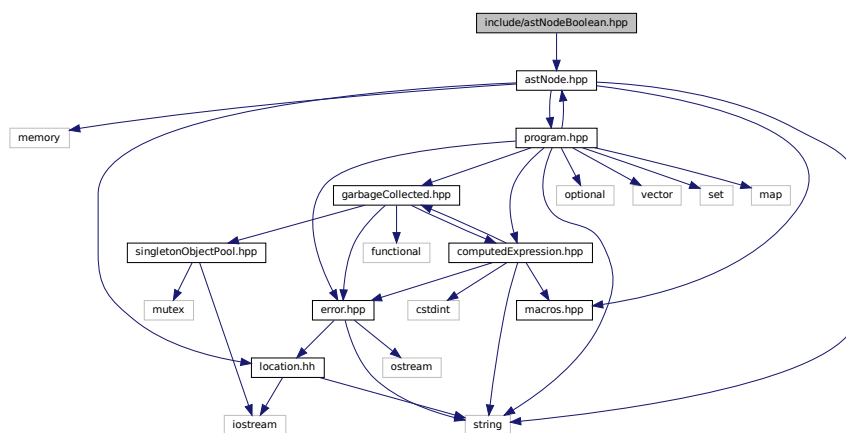 include/astNodeBoolean.hpp
astNode.hpp
memory
program.hpp
garbageCollected.hpp
optional
vector
set
map
singletonObjectPool.hpp
functional
computedExpression.hpp
mutex
error.hpp
cstdint
macros.hpp
location.hh
ostream
iostream
string